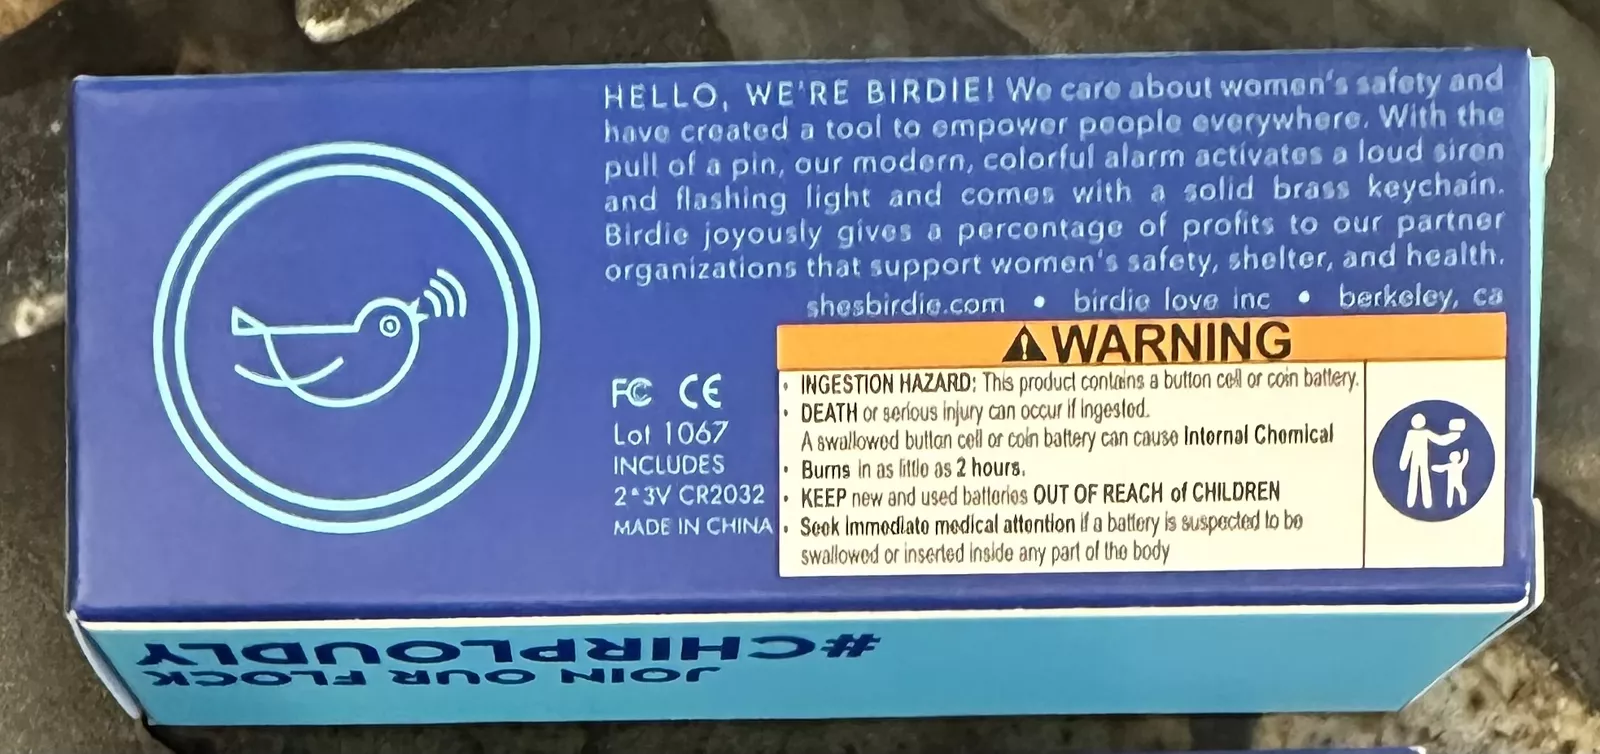 HELLO, WE'RE BIRDIE! We care about women's safety and
have created a tool to empower people everywhere. With the
pull of a pin, our modern, colorful alarm activates a loud siren
and flashing light and comes with a solid brass keychain.
Birdie joyously gives a percentage of profits to our partner
organizations that support women's safety, shelter, and health.
shesbirdie.com • birdie love inc • berkeley, ca
FC CE
Lot 1067
INCLUDES
2*3V CR2032
MADE IN CHINA
⚠WARNING
• INGESTION HAZARD: This product contains a button cell or coin battery.
• DEATH or serious injury can occur if ingested.
A swallowed button cell or coin battery can cause Internal Chemical
• Burns in as little as 2 hours.
• KEEP new and used batteries OUT OF REACH of CHILDREN
• Seek immediate medical attention if a battery is suspected to be
swallowed or inserted inside any part of the body
JOIN OUR FLOCK
#CHIRPLOUDLY